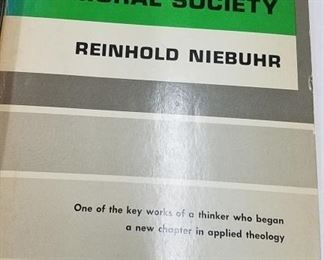 SOCIETY
REINHOLD NIEBUHR
One of the key works of a thinker who began
a new chapter in applied theology